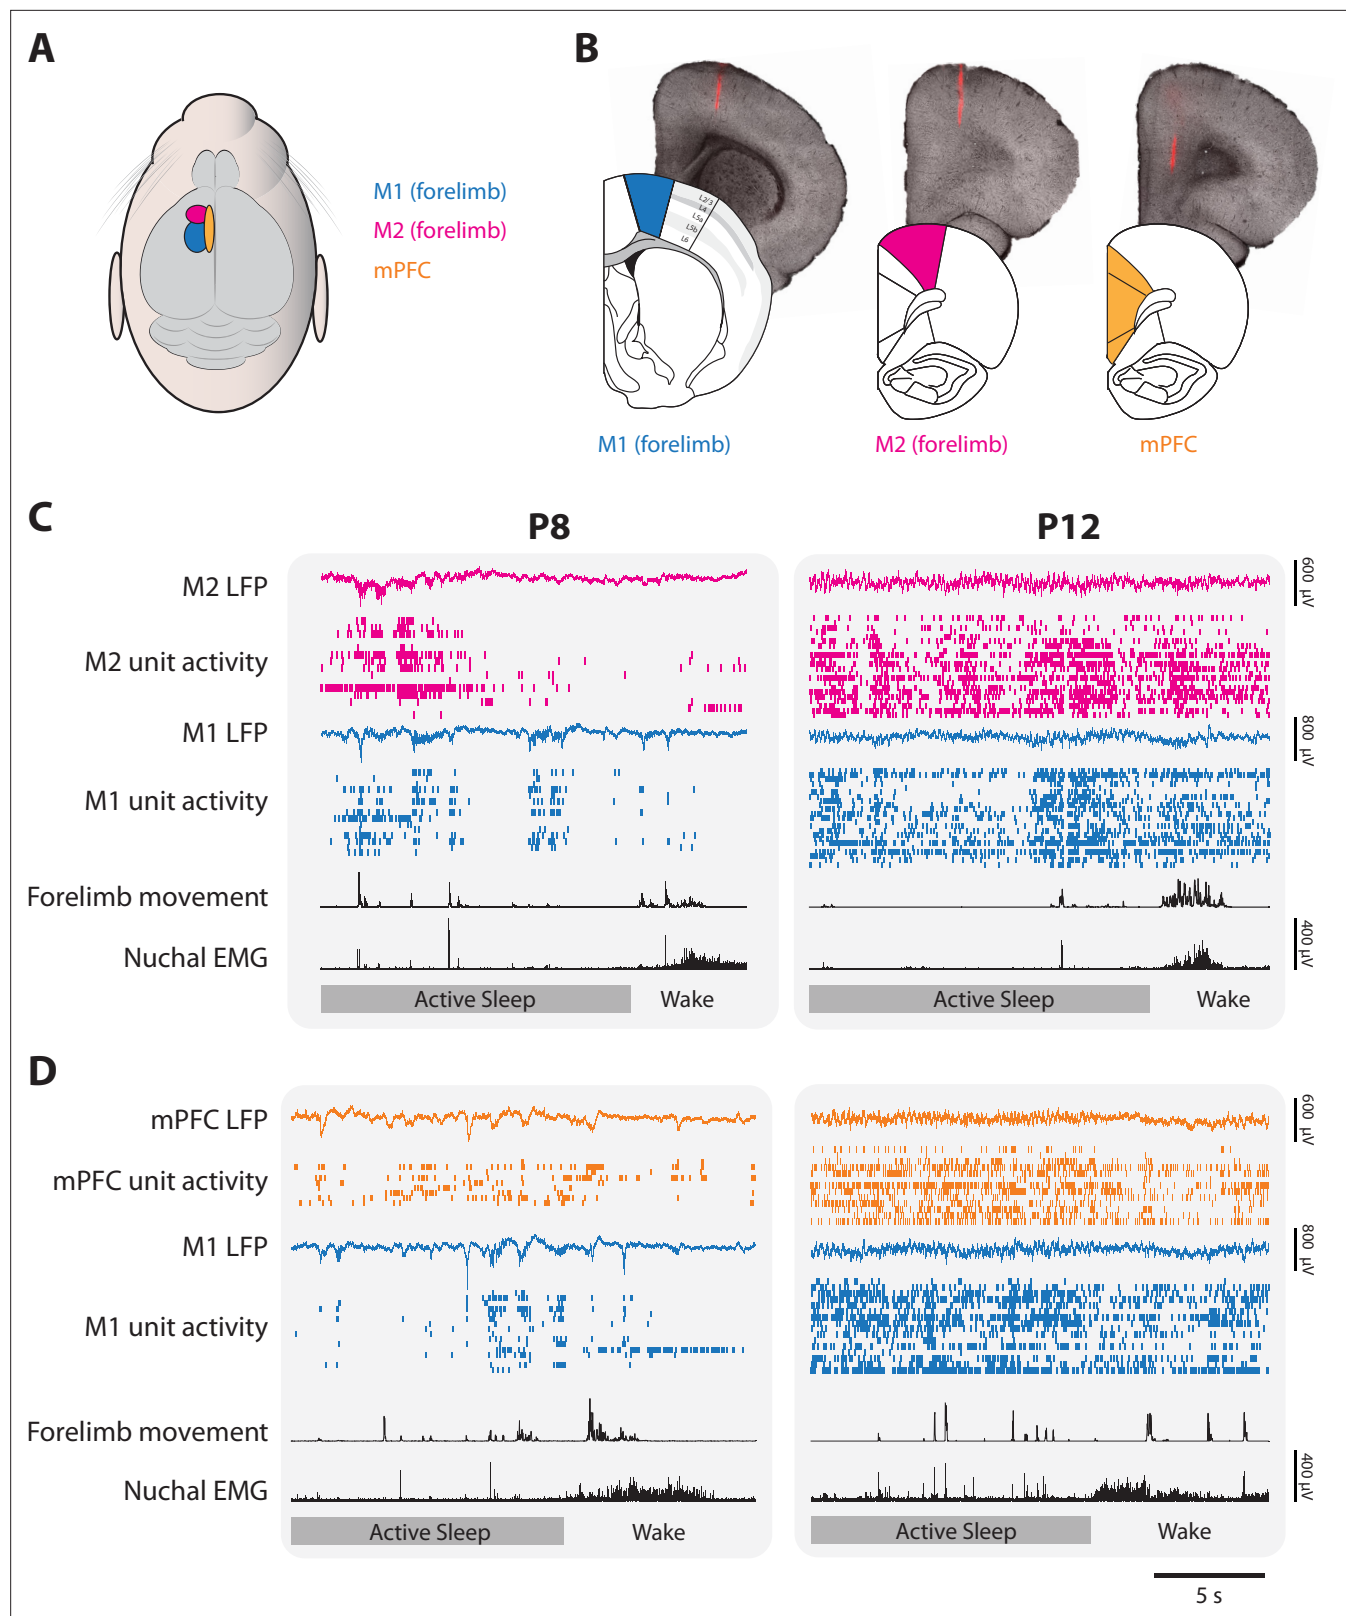 A
M1 (forelimb)
M2 (forelimb)
mPFC
B
L2/3
L4
L5a
L5b
L6
M1 (forelimb)
M2 (forelimb)
mPFC
C
P8
P12
M2 LFP
600 µV
M2 unit activity
M1 LFP
800 µV
M1 unit activity
Forelimb movement
Nuchal EMG
400 µV
Active Sleep
Wake
Active Sleep
Wake
D
mPFC LFP
600 µV
mPFC unit activity
M1 LFP
800 µV
M1 unit activity
Forelimb movement
Nuchal EMG
400 µV
Active Sleep
Wake
Active Sleep
Wake
5 s